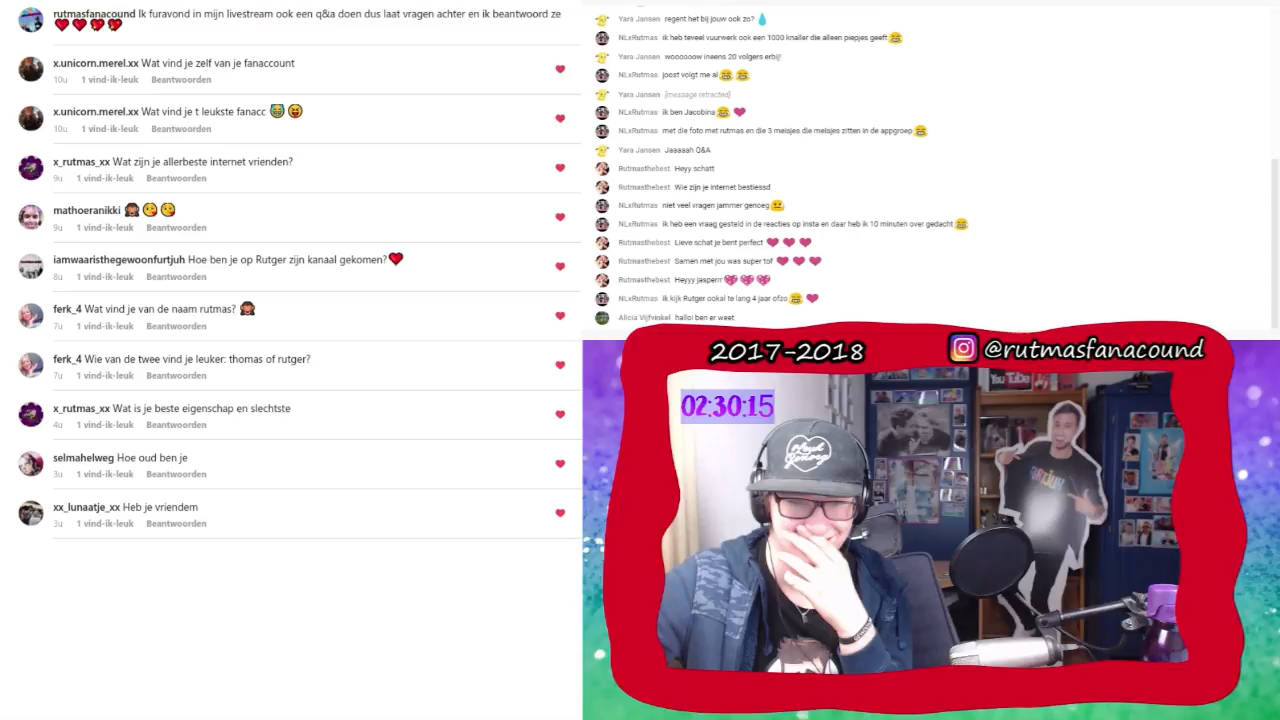 rutmasfanacound Ik furavond in mijn livestream ook een q&a doen dus laat vragen achter en ik beantwoord ze
x.unicorn.merel.xx Wat vind je zelf van je fanaccount
10u 1 vind-ik-leuk Beantwoorden
x.unicorn.merel.xx Wat vind je t leukste fanacc
10u 1 vind-ik-leuk Beantwoorden
x_rutmas_xx Wat zijn je allerbeste internet vrienden?
9u 1 vind-ik-leuk Beantwoorden
mathoeranikki
9u 1 vind-ik-leuk Beantwoorden
iamwaaristhegewoonfurtjuh Hoe ben je op Rutger zijn kanaal gekomen?
8u 1 vind-ik-leuk Beantwoorden
ferk_4 Wat vind je van de naam rutmas?
7u 1 vind-ik-leuk Beantwoorden
ferk_4 Wie van de twee vind je leuker: thomas of rutger?
7u 1 vind-ik-leuk Beantwoorden
x_rutmas_xx Wat is je beste eigenschap en slechtste
4u 1 vind-ik-leuk Beantwoorden
selmahelweg Hoe oud ben je
3u 1 vind-ik-leuk Beantwoorden
xx_lunaatje_xx Heb je vriendem
3u 1 vind-ik-leuk Beantwoorden
Yara Jansen regent het bij jouw ook zo?
NLxRutmas ik heb teveel vuurwerk ook een 1000 knaller die alleen piepjes geeft
Yara Jansen woooooow ineens 20 volgers erbij!
NLxRutmas joost volgt me al
Yara Jansen [message retracted]
NLxRutmas ik ben Jacobina
NLxRutmas met die foto met rutmas en die 3 meisjes die meisjes zitten in de appgroep
Yara Jansen Jaaaaah Q&A
Rutmasthebest Heyy schatt
Rutmasthebest Wie zijn je internet bestiessd
NLxRutmas niet veel vragen jammer genoeg
NLxRutmas ik heb een vraag gesteld in de reacties op insta en daar heb ik 10 minuten over gedacht
Rutmasthebest Lieve schat je bent perfect
Rutmasthebest Samen met jou was super tof
Rutmasthebest Heyyy jasperrr
NLxRutmas ik kijk Rutger ookal te lang 4 jaar ofzo
Alicia Vijfvinkel halloi ben er weet
2017-2018
@rutmasfanacound
02:30:15
You Tube